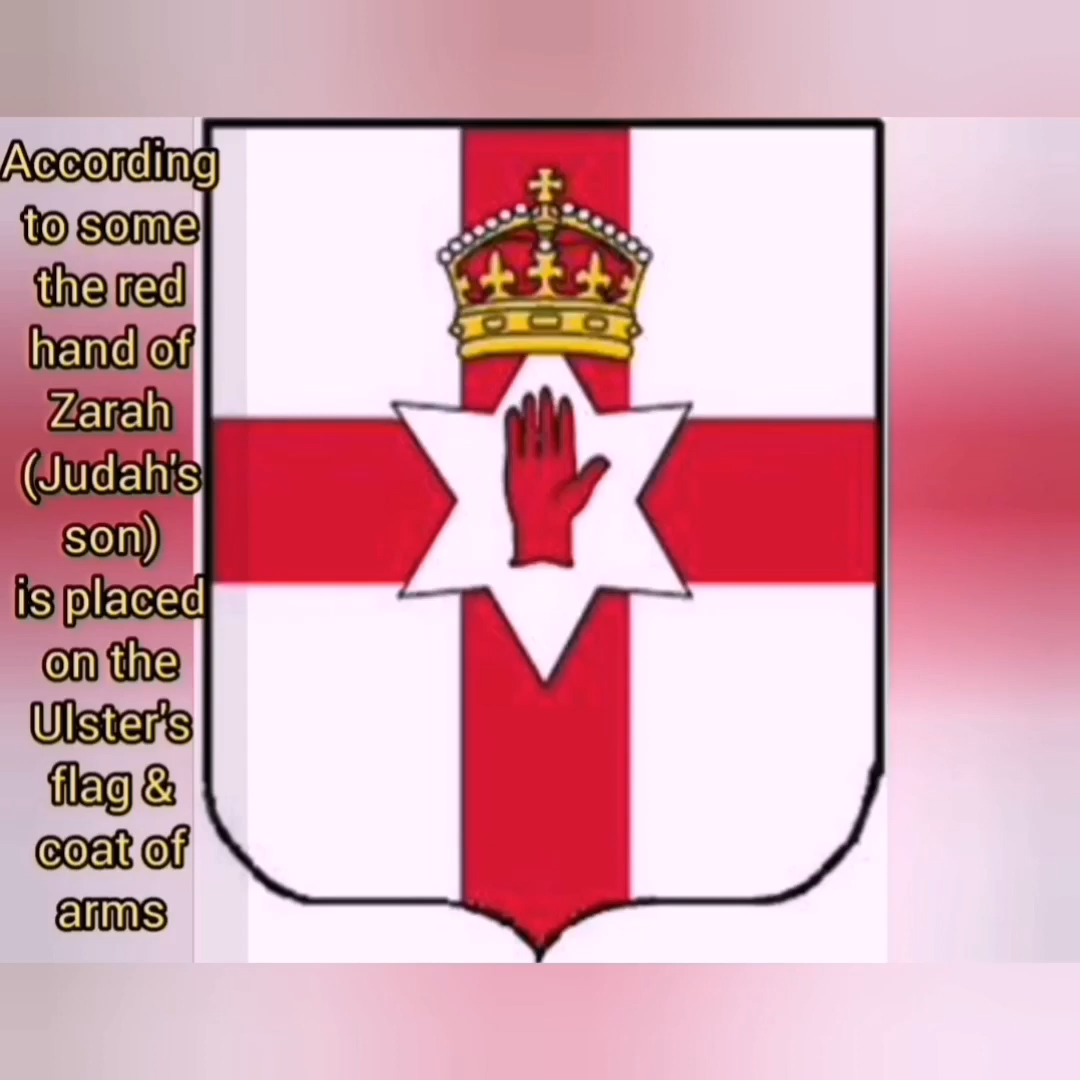 According
to some
the red
hand of
Zarah
(Judah's
son)
is placed
on the
Ulster's
flag &
coat of
arms